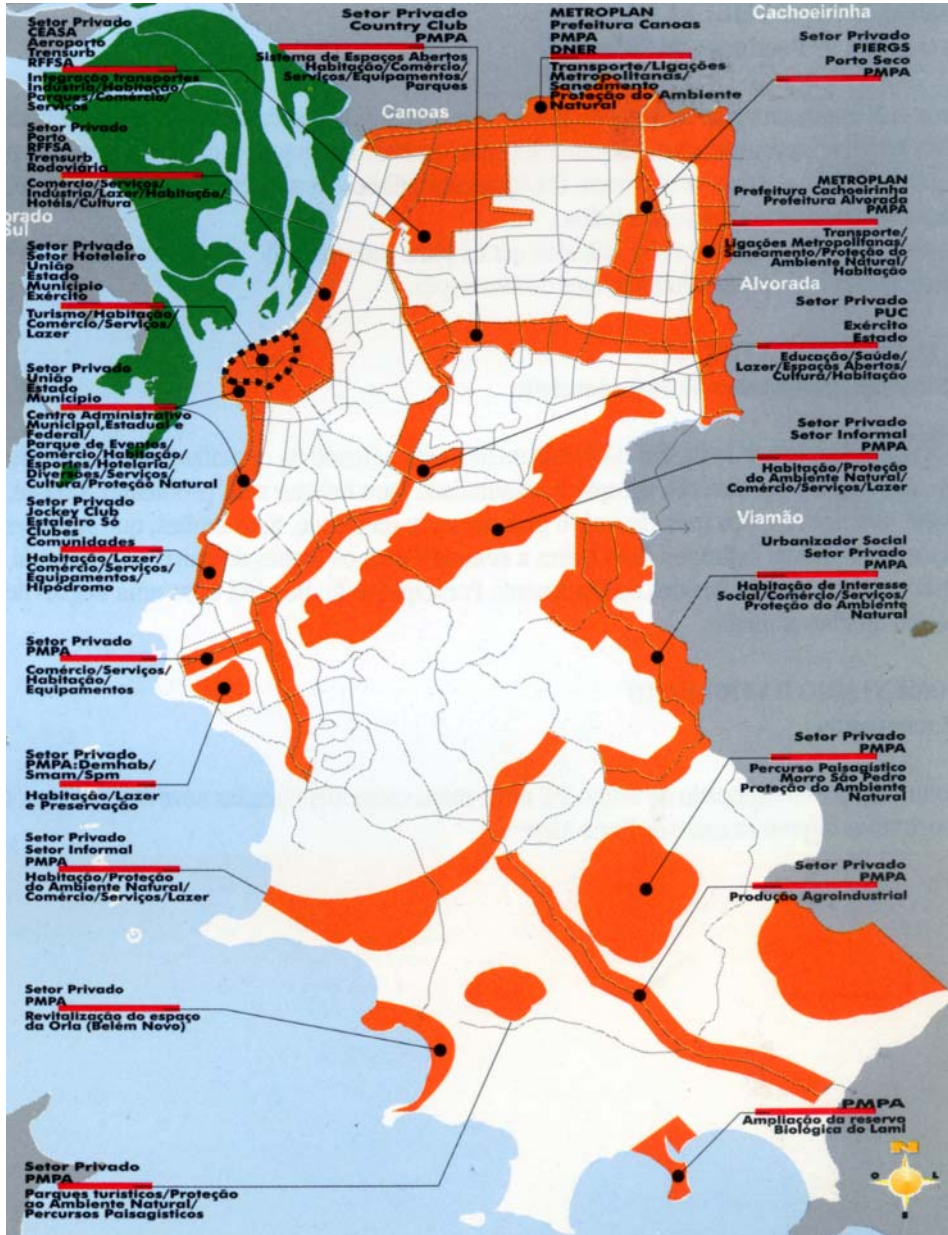 Setor Privado
CEASA
Aeroporto
Trensurb
RFFSA
Integração transportes
Indústria/Habitação/
Parques/Comércio/
Serviços
Setor Privado
Country Club
PMPA
Sistema de Espaços Abertos
Habitação/Comércio/
Serviços/Equipamentos/
Parques
METROPLAN
Prefeitura Canoas
PMPA
DNER
Transporte/Ligações
Metropolitanas/
Saneamento
Proteção do Ambiente
Natural
Cachoeirinha
Setor Privado
FIERGS
Porto Seco
PMPA
Canoas
Setor Privado
Porto
RFFSA
Trensurb
Rodoviária
Comércio/Serviços/
Indústria/Lazer/Habitação/
Hotéis/Cultura
METROPLAN
Prefeitura Cachoeirinha
Prefeitura Alvorada
PMPA
Transporte/
Ligações Metropolitanas/
Saneamento/Proteção do
Ambiente Natural/
Habitação
orado
Sul
Alvorada
Setor Privado
Setor Hoteleiro
União
Estado
Município
Exército
Turismo/Habitação/
Comércio/Serviços/
Lazer
Setor Privado
PUC
Exército
Estado
Educação/Saúde/
Lazer/Espaços Abertos/
Cultura/Habitação
Setor Privado
União
Estado
Município
Centro Administrativo
Municipal,Estadual e
Federal/
Parque de Eventos/
Comércio/Habitação/
Esportes/Hotelaria/
Diversões/Serviços/
Cultura/Proteção Natural
Setor Privado
Setor Informal
PMPA
Habitação/Proteção
do Ambiente Natural/
Comércio/Serviços/Lazer
Viamão
Setor Privado
Jockey Club
Estaleiro Só
Clubes
Comunidades
Habitação/Lazer/
Comércio/Serviços/
Equipamentos/
Hipódromo
Urbanizador Social
Setor Privado
PMPA
Habitação de Interesse
Social/Comércio/Serviços/
Proteção do Ambiente
Natural
Setor Privado
PMPA
Comércio/Serviços/
Habitação/
Equipamentos
Setor Privado
PMPA:Demhab/
Smam/Spm
Habitação/Lazer
e Preservação
Setor Privado
PMPA
Percurso Paisagístico
Morro São Pedro
Proteção do Ambiente
Natural
Setor Privado
Setor Informal
PMPA
Habitação/Proteção
do Ambiente Natural/
Comércio/Serviços/Lazer
Setor Privado
PMPA
Produção Agroindustrial
Setor Privado
PMPA
Revitalização do espaço
da Orla (Belém Novo)
PMPA
Ampliação da reserva
Biológica do Lami
Setor Privado
PMPA
Parques turísticos/Proteção
ao Ambiente Natural/
Percursos Paisagísticos
N
O L
S